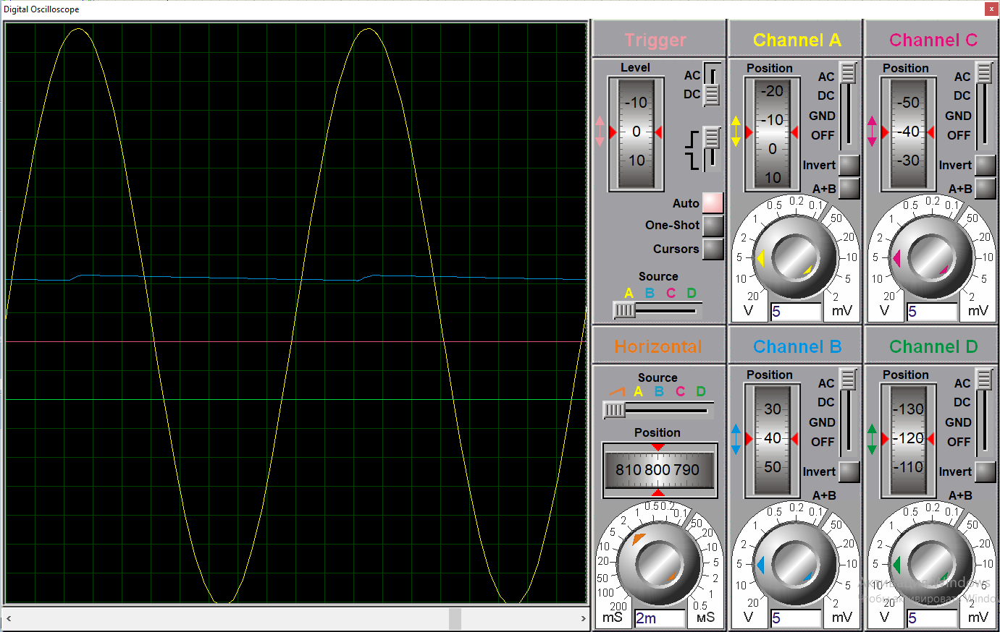 Digital Oscilloscope
x
Trigger
Level
AC
DC
-10
0
10
Auto
One-Shot
Cursors
Source
A B C D
Channel A
Position
-20
-10
0
10
AC
DC
GND
OFF
Invert
A+B
20 10 5 2 1 0.5 0.2 0.1 50 20 10 5 2
V 5 mV
Channel C
Position
-50
-40
-30
AC
DC
GND
OFF
Invert
A+B
20 10 5 2 1 0.5 0.2 0.1 50 20 10 5 2
V 5 mV
Horizontal
Source
A B C D
Position
810 800 790
200 100 50 20 10 5 2 1 0.5 0.2 0.1 50 20 10 5 2 1 0.5
mS 2m мS
Channel B
Position
30
40
50
AC
DC
GND
OFF
Invert
A+B
20 10 5 2 1 0.5 0.2 0.1 50 20 10 5 2
V 5 mV
Channel D
Position
-130
-120
-110
AC
DC
GND
OFF
Invert
A+B
20 10 5 2 1 0.5 0.2 0.1 50 20 10 5 2
V 5 mV
Активация Windows
Чтобы активировать Windo